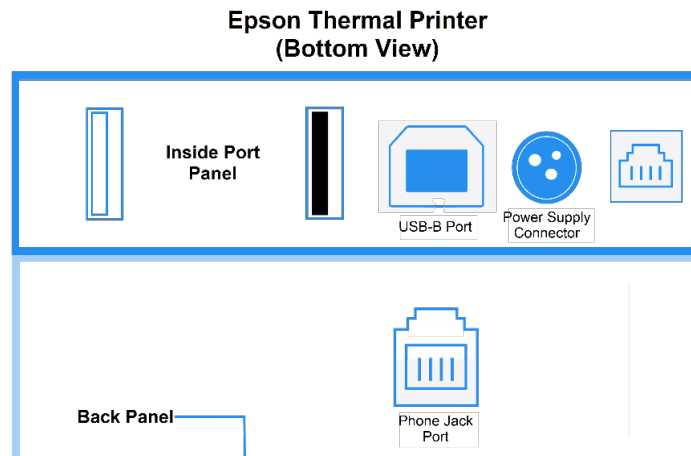 Epson Thermal Printer
(Bottom View)
Inside Port
Panel
USB-B Port
Power Supply
Connector
Phone Jack
Port
Back Panel